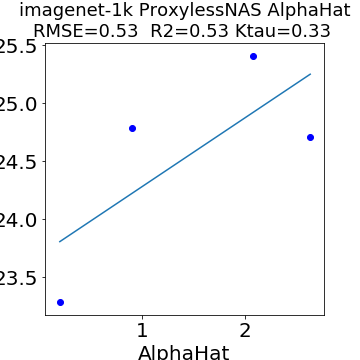 imagenet-1k ProxylessNAS AlphaHat
RMSE=0.53 R2=0.53 Ktau=0.33
25.5
25.0
24.5
24.0
23.5
1 2
AlphaHat